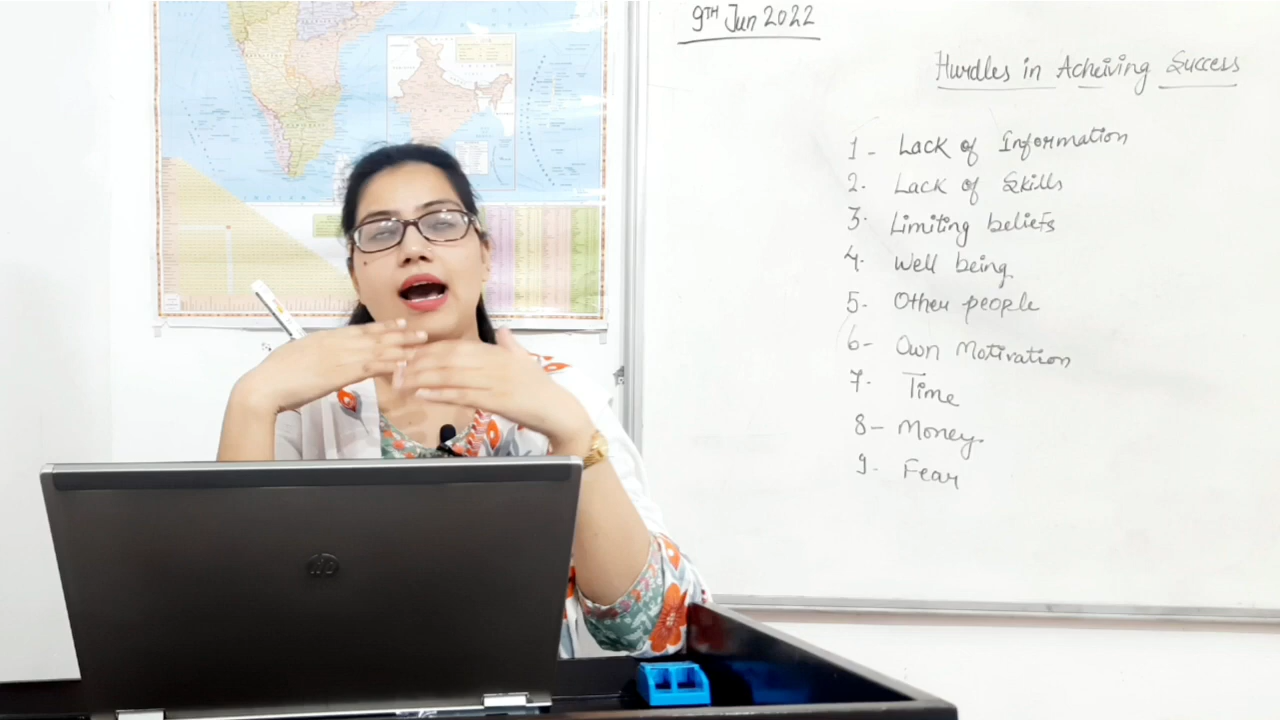 9TH Jun 2022
Hurdles in Acheiving Success
1- Lack of Information
2. Lack of Skills
3. Limiting beliefs
4. Well being
5- Other people
6- Own Motivation
7. Time
8- Money
9- Fear
hp